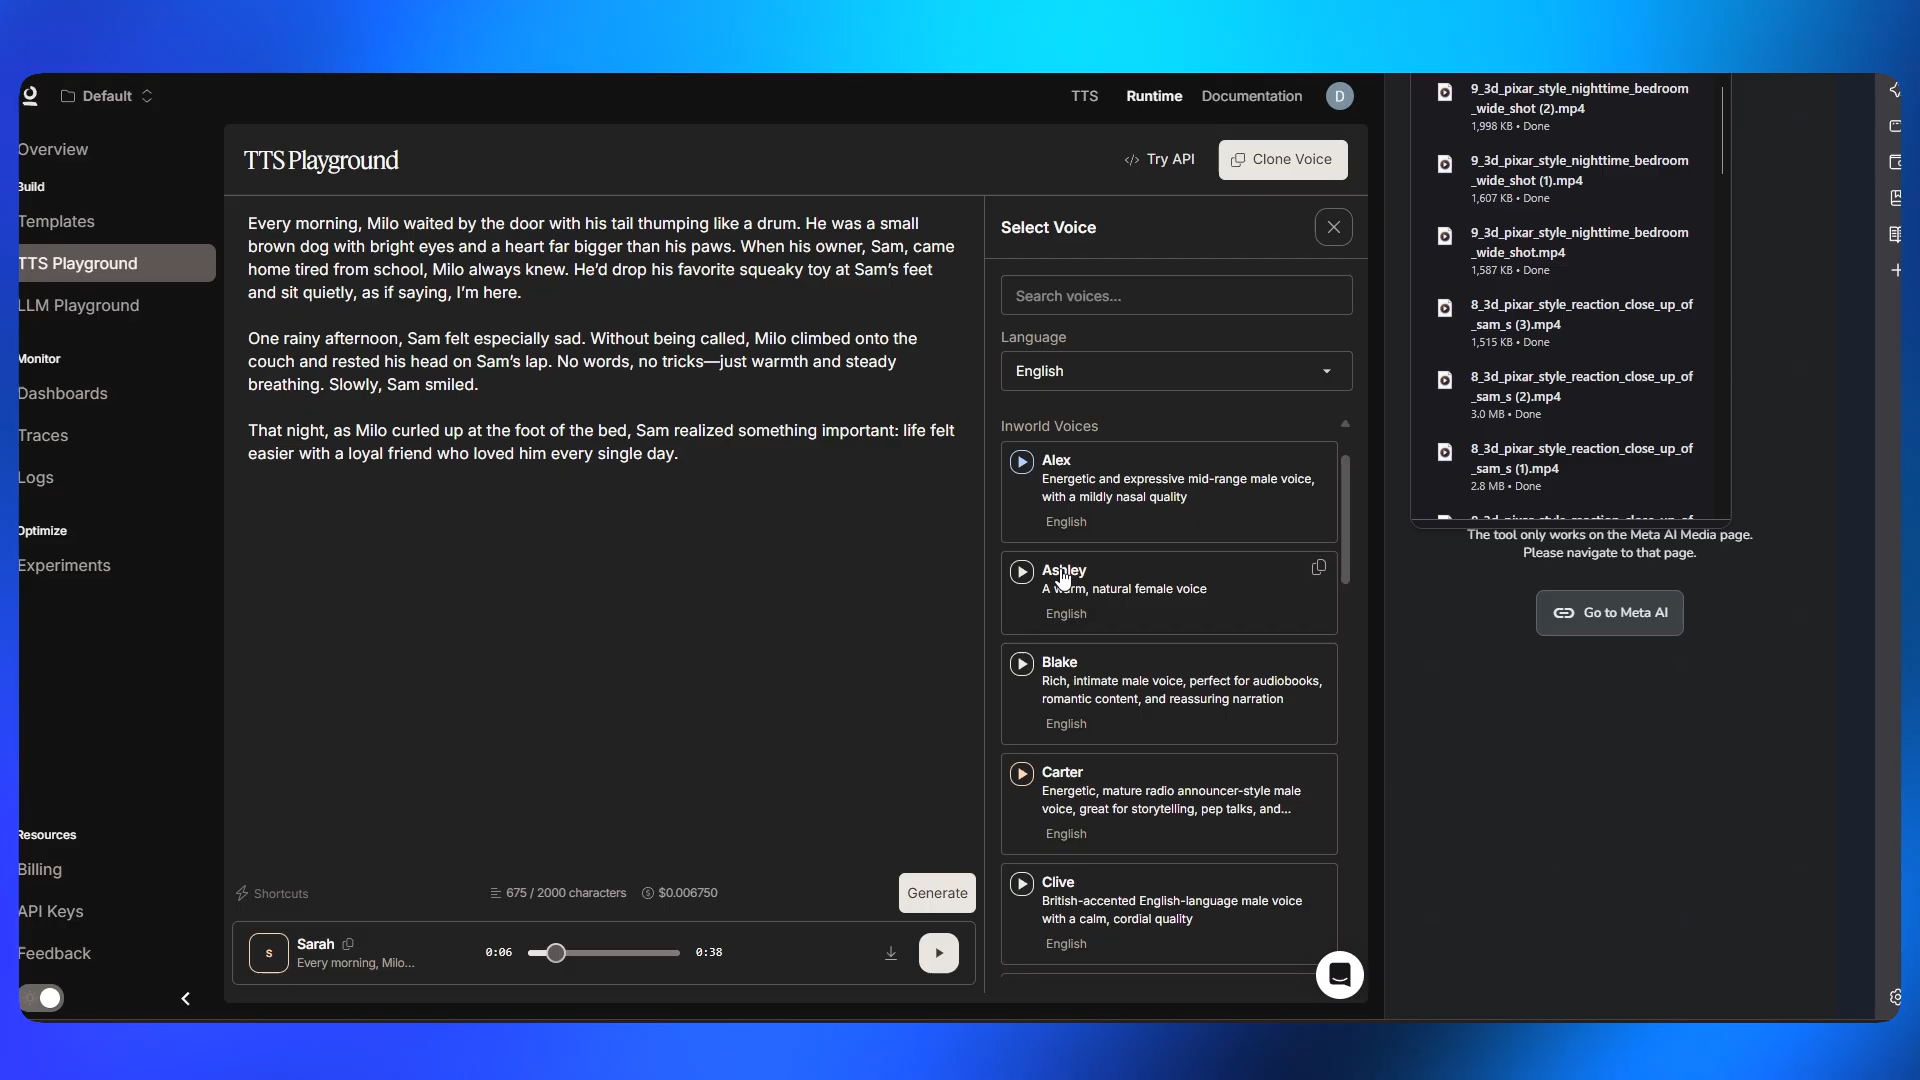 Default
TTS
Runtime
Documentation
D
Overview
Build
Templates
TTS Playground
LLM Playground
Monitor
Dashboards
Traces
Logs
Optimize
Experiments
Resources
Billing
API Keys
Feedback
TTS Playground
</> Try API
Clone Voice
Every morning, Milo waited by the door with his tail thumping like a drum. He was a small
brown dog with bright eyes and a heart far bigger than his paws. When his owner, Sam, came
home tired from school, Milo always knew. He'd drop his favorite squeaky toy at Sam's feet
and sit quietly, as if saying, I'm here.
One rainy afternoon, Sam felt especially sad. Without being called, Milo climbed onto the
couch and rested his head on Sam's lap. No words, no tricks—just warmth and steady
breathing. Slowly, Sam smiled.
That night, as Milo curled up at the foot of the bed, Sam realized something important: life felt
easier with a loyal friend who loved him every single day.
Shortcuts
675 / 2000 characters
$0.006750
Generate
S
Sarah
Every morning, Milo...
0:06
0:38
Select Voice
Search voices...
Language
English
Inworld Voices
Alex
Energetic and expressive mid-range male voice,
with a mildly nasal quality
English
Ashley
A warm, natural female voice
English
Blake
Rich, intimate male voice, perfect for audiobooks,
romantic content, and reassuring narration
English
Carter
Energetic, mature radio announcer-style male
voice, great for storytelling, pep talks, and...
English
Clive
British-accented English-language male voice
with a calm, cordial quality
English
9_3d_pixar_style_nighttime_bedroom
_wide_shot (2).mp4
1,998 KB • Done
9_3d_pixar_style_nighttime_bedroom
_wide_shot (1).mp4
1,607 KB • Done
9_3d_pixar_style_nighttime_bedroom
_wide_shot.mp4
1,587 KB • Done
8_3d_pixar_style_reaction_close_up_of
_sam_s (3).mp4
1,515 KB • Done
8_3d_pixar_style_reaction_close_up_of
_sam_s (2).mp4
3.0 MB • Done
8_3d_pixar_style_reaction_close_up_of
_sam_s (1).mp4
2.8 MB • Done
The tool only works on the Meta AI Media page.
Please navigate to that page.
Go to Meta AI